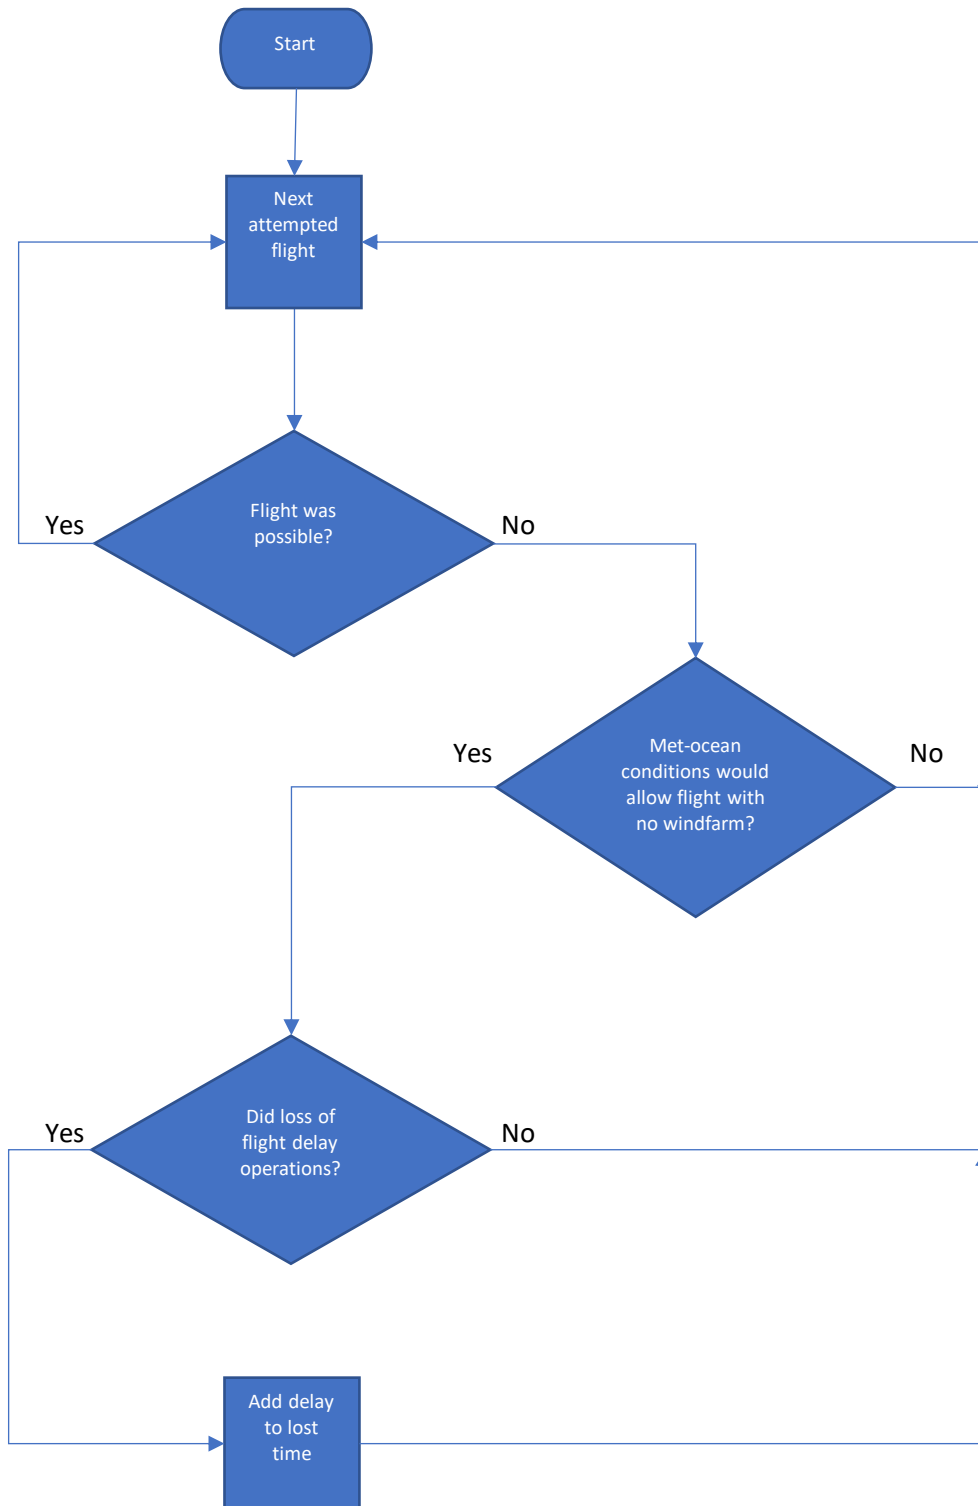 Start
Next
attempted
flight
Yes
Flight was
possible?
No
Yes
Met-ocean
conditions would
allow flight with
no windfarm?
No
Yes
Did loss of
flight delay
operations?
No
Add delay
to lost
time